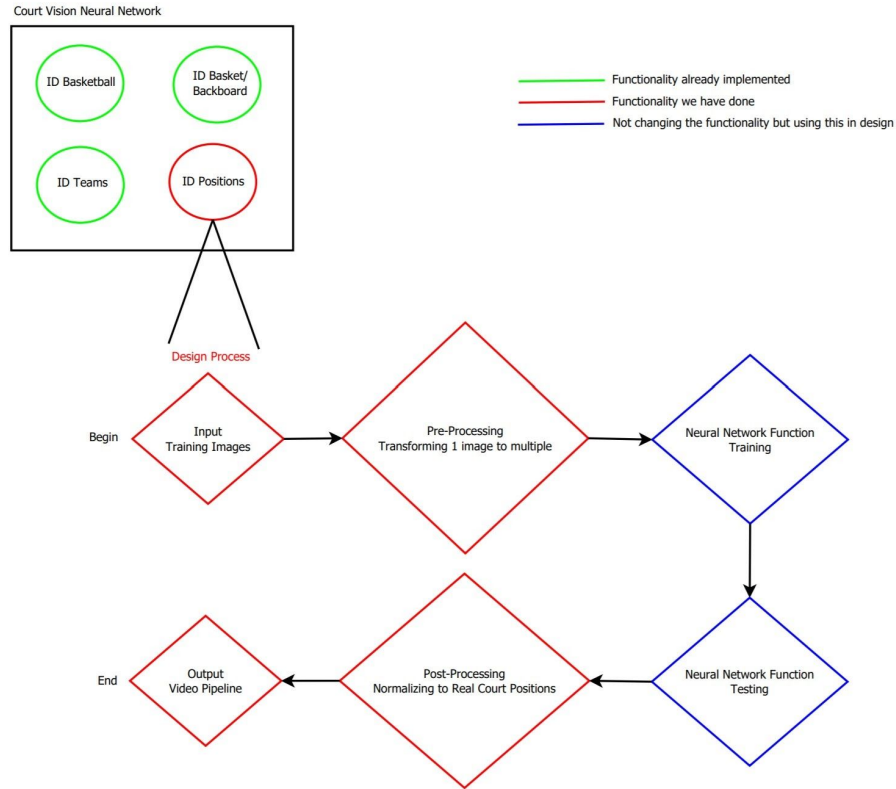 Court Vision Neural Network
ID Basketball
ID Basket/
Backboard
ID Teams
ID Positions
Functionality already implemented
Functionality we have done
Not changing the functionality but using this in design
Design Process
Begin
Input
Training Images
Pre-Processing
Transforming 1 image to multiple
Neural Network Function
Training
End
Output
Video Pipeline
Post-Processing
Normalizing to Real Court Positions
Neural Network Function
Testing